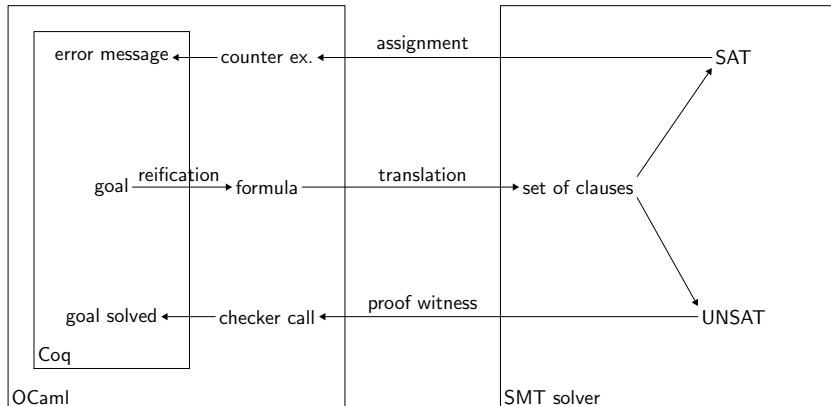 assignment
error message
counter ex.
SAT
goal
reification
formula
translation
set of clauses
goal solved
checker call
proof witness
UNSAT
Coq
OCaml
SMT solver